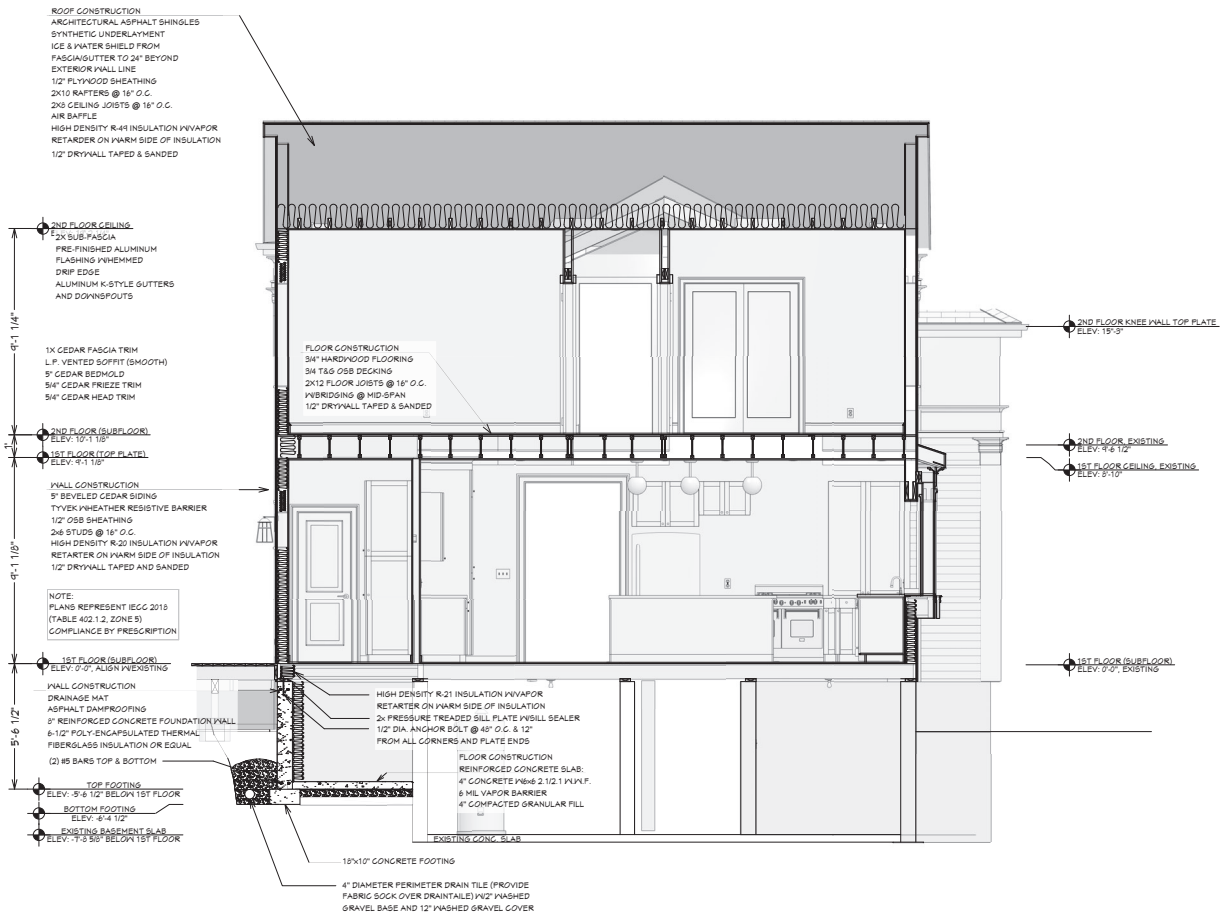 ROOF CONSTRUCTION
ARCHITECTURAL ASPHALT SHINGLES
SYNTHETIC UNDERLAYMENT
ICE & WATER SHIELD FROM
FASCIA/GUTTER TO 24" BEYOND
EXTERIOR WALL LINE
1/2" PLYWOOD SHEATHING
2X10 RAFTERS @ 16" O.C.
2X8 CEILING JOISTS @ 16" O.C.
AIR BAFFLE
HIGH DENSITY R-49 INSULATION W/VAPOR
RETARDER ON WARM SIDE OF INSULATION
1/2" DRYWALL TAPED & SANDED
2ND FLOOR CEILING
2X SUB-FASCIA
PRE-FINISHED ALUMINUM
FLASHING W/HEMMED
DRIP EDGE
ALUMINUM K-STYLE GUTTERS
AND DOWNSPOUTS
9'-1 1/4"
1X CEDAR FASCIA TRIM
L.P. VENTED SOFFIT (SMOOTH)
5" CEDAR BEDMOLD
5/4" CEDAR FRIEZE TRIM
5/4" CEDAR HEAD TRIM
FLOOR CONSTRUCTION
3/4" HARDWOOD FLOORING
3/4 T&G OSB DECKING
2X12 FLOOR JOISTS @ 16" O.C.
W/BRIDGING @ MID-SPAN
1/2" DRYWALL TAPED & SANDED
2ND FLOOR KNEE WALL TOP PLATE
ELEV: 15'-3"
2ND FLOOR (SUBFLOOR)
ELEV: 10'-1 1/8"
1"
1ST FLOOR (TOP PLATE)
ELEV: 9'-1 1/8"
2ND FLOOR, EXISTING
ELEV: 9'-6 1/2"
1ST FLOOR CEILING, EXISTING
ELEV: 8'-10"
WALL CONSTRUCTION
5" BEVELED CEDAR SIDING
TYVEK WHEATHER RESISTIVE BARRIER
1/2" OSB SHEATHING
2x6 STUDS @ 16" O.C.
HIGH DENSITY R-20 INSULATION W/VAPOR
RETARTER ON WARM SIDE OF INSULATION
1/2" DRYWALL TAPED AND SANDED
9'-1 1/8"
NOTE:
PLANS REPRESENT IECC 2018
(TABLE 402.1.2, ZONE 5)
COMPLIANCE BY PRESCRIPTION
1ST FLOOR (SUBFLOOR)
ELEV: 0'-0", ALIGN W/EXISTING
1ST FLOOR (SUBFLOOR)
ELEV: 0'-0", EXISTING
WALL CONSTRUCTION
DRAINAGE MAT
ASPHALT DAMPROOFING
8" REINFORCED CONCRETE FOUNDATION WALL
6-1/2" POLY-ENCAPSULATED THERMAL
FIBERGLASS INSULATION OR EQUAL
(2) #5 BARS TOP & BOTTOM
5'-6 1/2"
HIGH DENSITY R-21 INSULATION W/VAPOR
RETARTER ON WARM SIDE OF INSULATION
2x PRESSURE TREATED SILL PLATE W/SILL SEALER
1/2" DIA. ANCHOR BOLT @ 48" O.C. & 12"
FROM ALL CORNERS AND PLATE ENDS
FLOOR CONSTRUCTION
REINFORCED CONCRETE SLAB:
4" CONCRETE W6x6 2.1/2.1 W.W.F.
6 MIL VAPOR BARRIER
4" COMPACTED GRANULAR FILL
TOP FOOTING
ELEV: -5'-6 1/2" BELOW 1ST FLOOR
BOTTOM FOOTING
ELEV: -6'-4 1/2"
EXISTING BASEMENT SLAB
ELEV: -7'-8 5/8" BELOW 1ST FLOOR
EXISTING CONC. SLAB
18"x10" CONCRETE FOOTING
4" DIAMETER PERIMETER DRAIN TILE (PROVIDE
FABRIC SOCK OVER DRAINTAILE) W/2" WASHED
GRAVEL BASE AND 12" WASHED GRAVEL COVER